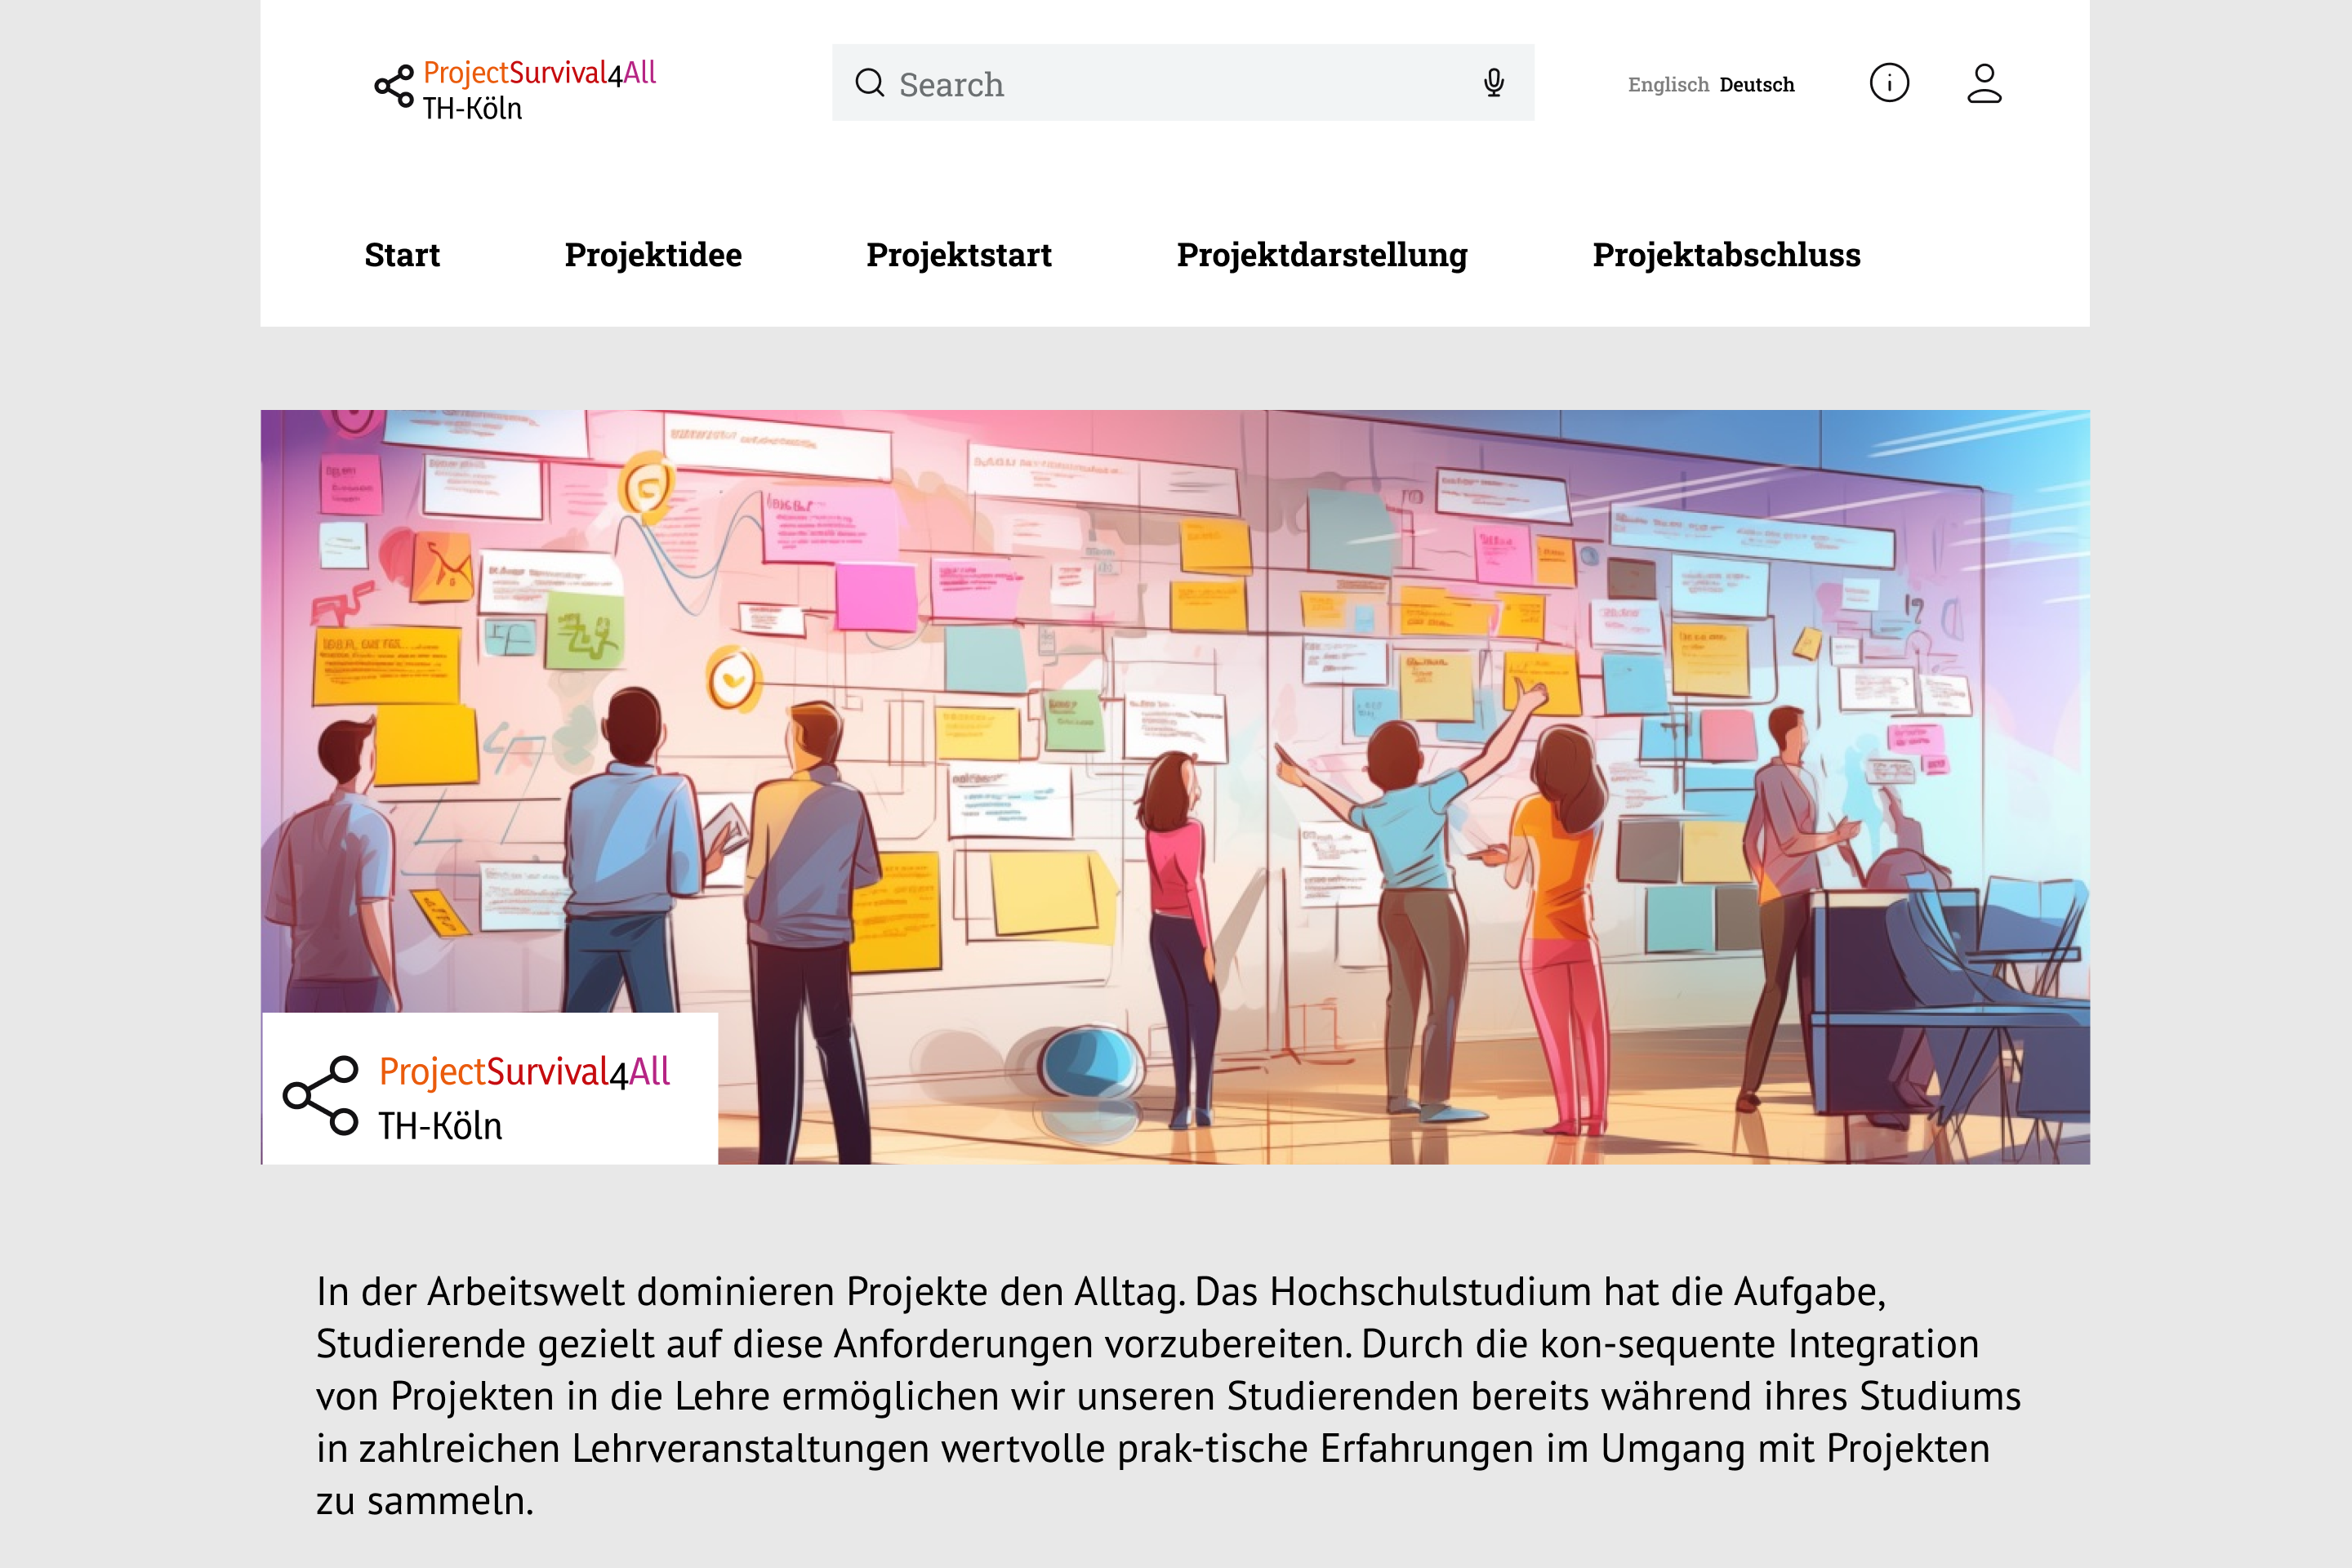 ProjectSurvival4All
TH-Köln
Search
Englisch Deutsch
Start Projektidee Projektstart Projektdarstellung Projektabschluss
ProjectSurvival4All
TH-Köln
In der Arbeitswelt dominieren Projekte den Alltag. Das Hochschulstudium hat die Aufgabe,
Studierende gezielt auf diese Anforderungen vorzubereiten. Durch die kon-sequente Integration
von Projekten in die Lehre ermöglichen wir unseren Studierenden bereits während ihres Studiums
in zahlreichen Lehrveranstaltungen wertvolle prak-tische Erfahrungen im Umgang mit Projekten
zu sammeln.